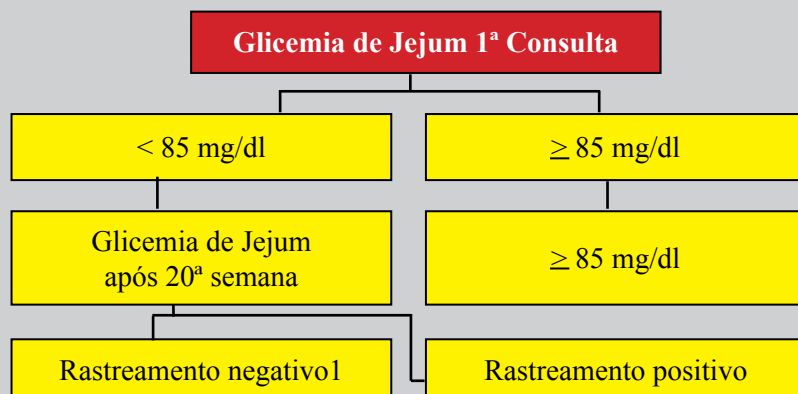 Glicemia de Jejum 1ª Consulta
< 85 mg/dl
≥ 85 mg/dl
Glicemia de Jejum
após 20ª semana
≥ 85 mg/dl
Rastreamento negativo1
Rastreamento positivo